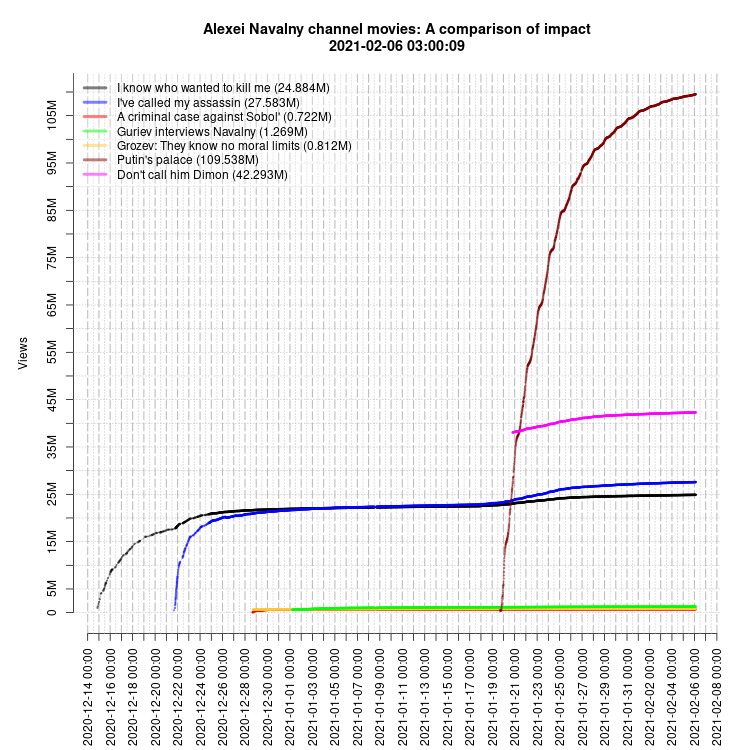 Alexei Navalny channel movies: A comparison of impact
2021-02-06 03:00:09
I know who wanted to kill me (24.884M)
I've called my assassin (27.583M)
A criminal case against Sobol' (0.722M)
Guriev interviews Navalny (1.269M)
Grozev: They know no moral limits (0.812M)
Putin's palace (109.538M)
Don't call him Dimon (42.293M)
Views
105M
95M
85M
75M
65M
55M
45M
35M
25M
15M
5M
0
2020-12-14 00:00
2020-12-16 00:00
2020-12-18 00:00
2020-12-20 00:00
2020-12-22 00:00
2020-12-24 00:00
2020-12-26 00:00
2020-12-28 00:00
2020-12-30 00:00
2021-01-01 00:00
2021-01-03 00:00
2021-01-05 00:00
2021-01-07 00:00
2021-01-09 00:00
2021-01-11 00:00
2021-01-13 00:00
2021-01-15 00:00
2021-01-17 00:00
2021-01-19 00:00
2021-01-21 00:00
2021-01-23 00:00
2021-01-25 00:00
2021-01-27 00:00
2021-01-29 00:00
2021-01-31 00:00
2021-02-02 00:00
2021-02-04 00:00
2021-02-06 00:00
2021-02-08 00:00